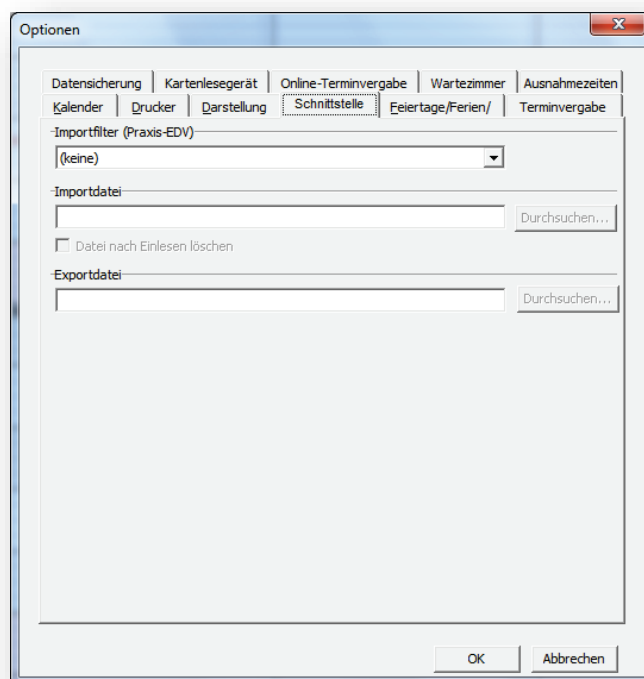 Optionen
Datensicherung Kartenlesegerät Online-Terminvergabe Wartezimmer Ausnahmezeiten
Kalender Drucker Darstellung Schnittstelle Feiertage/Ferien/ Terminvergabe
Importfilter (Praxis-EDV)
(keine)
Importdatei
Durchsuchen...
Datei nach Einlesen löschen
Exportdatei
Durchsuchen...
OK Abbrechen